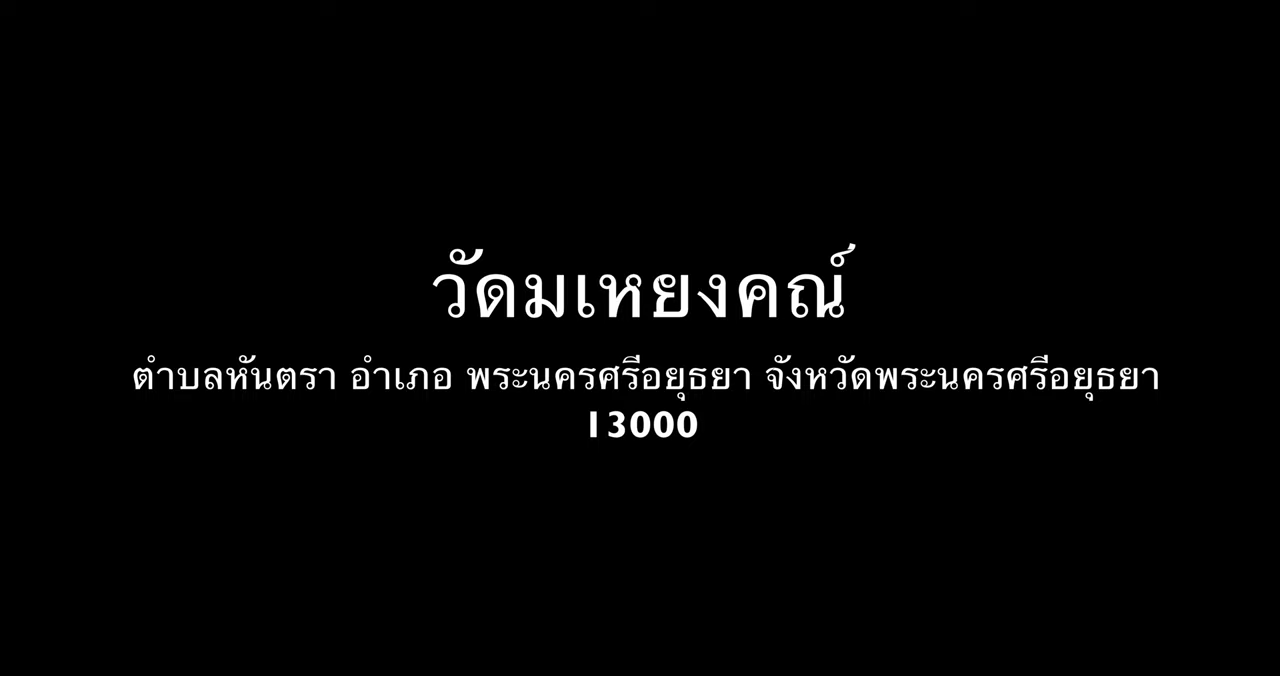 วัดมเหยงคณ์
ตำบลหันตรา อำเภอ พระนครศรีอยุธยา จังหวัดพระนครศรีอยุธยา
13000